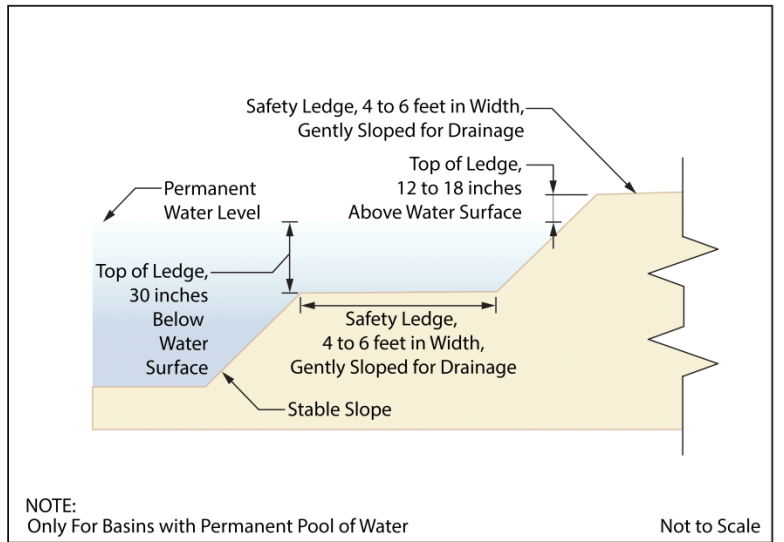 Safety Ledge, 4 to 6 feet in Width,
Gently Sloped for Drainage
Top of Ledge,
12 to 18 inches
Above Water Surface
Permanent
Water Level
Top of Ledge,
30 inches
Below
Water
Surface
Safety Ledge,
4 to 6 feet in Width,
Gently Sloped for Drainage
Stable Slope
NOTE:
Only For Basins with Permanent Pool of Water
Not to Scale